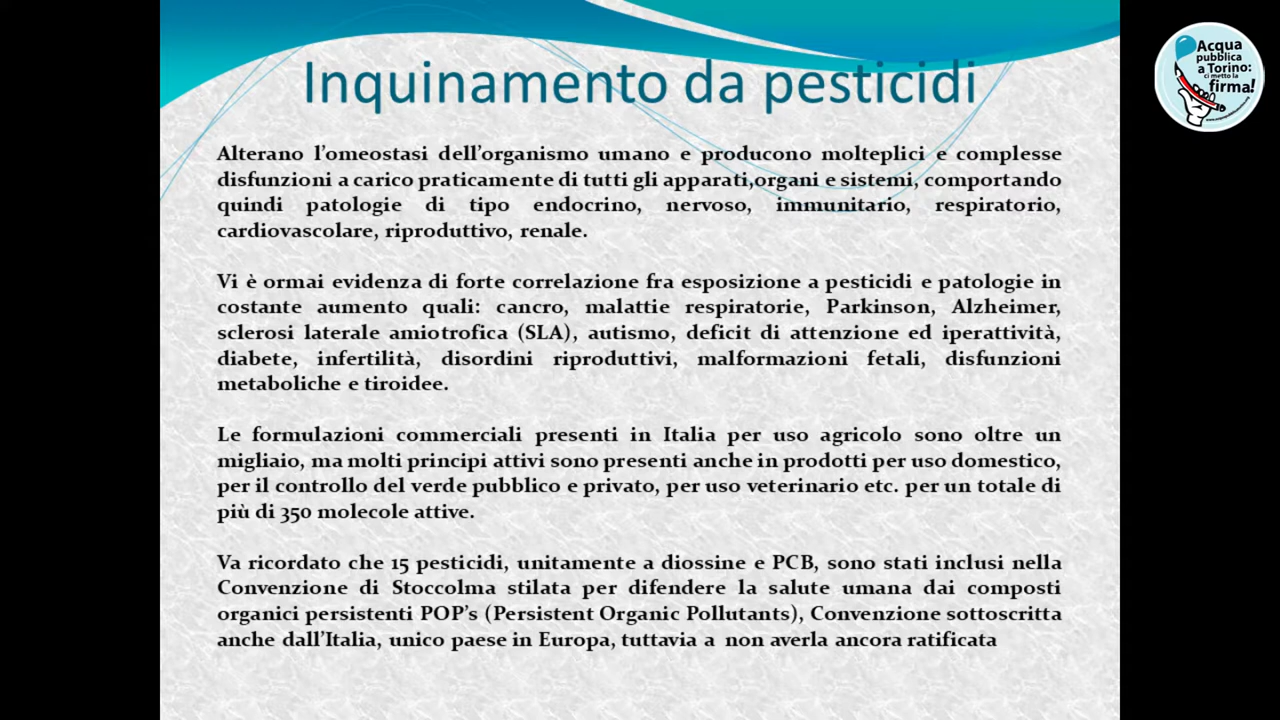 Inquinamento da pesticidi
Alterano l'omeostasi dell'organismo umano e producono molteplici e complesse
disfunzioni a carico praticamente di tutti gli apparati,organi e sistemi, comportando
quindi patologie di tipo endocrino, nervoso, immunitario, respiratorio,
cardiovascolare, riproduttivo, renale.
Vi è ormai evidenza di forte correlazione fra esposizione a pesticidi e patologie in
costante aumento quali: cancro, malattie respiratorie, Parkinson, Alzheimer,
sclerosi laterale amiotrofica (SLA), autismo, deficit di attenzione ed iperattività,
diabete, infertilità, disordini riproduttivi, malformazioni fetali, disfunzioni
metaboliche e tiroidee.
Le formulazioni commerciali presenti in Italia per uso agricolo sono oltre un
migliaio, ma molti principi attivi sono presenti anche in prodotti per uso domestico,
per il controllo del verde pubblico e privato, per uso veterinario etc. per un totale di
più di 350 molecole attive.
Va ricordato che 15 pesticidi, unitamente a diossine e PCB, sono stati inclusi nella
Convenzione di Stoccolma stilata per difendere la salute umana dai composti
organici persistenti POP's (Persistent Organic Pollutants), Convenzione sottoscritta
anche dall'Italia, unico paese in Europa, tuttavia a non averla ancora ratificata
Acqua
pubblica
a Torino:
ci metto la
firma!